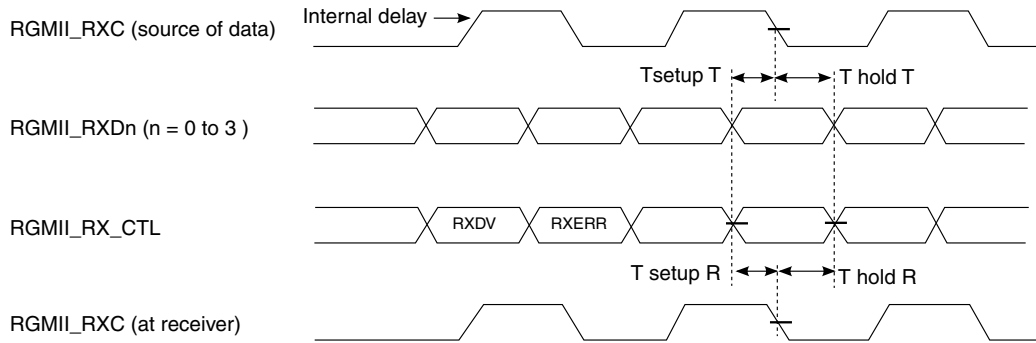 Internal delay
RGMII_RXC (source of data)
Tsetup T
T hold T
RGMII_RXDn (n = 0 to 3 )
RGMII_RX_CTL
RXDV
RXERR
T setup R
T hold R
RGMII_RXC (at receiver)